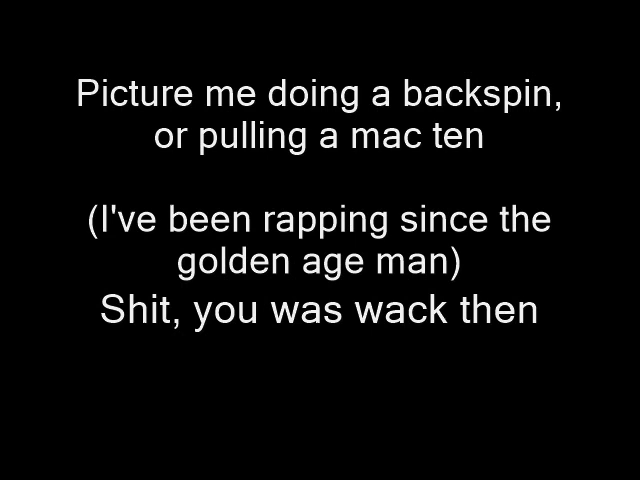 Picture me doing a backspin,
or pulling a mac ten
(I've been rapping since the
golden age man)
Shit, you was wack then